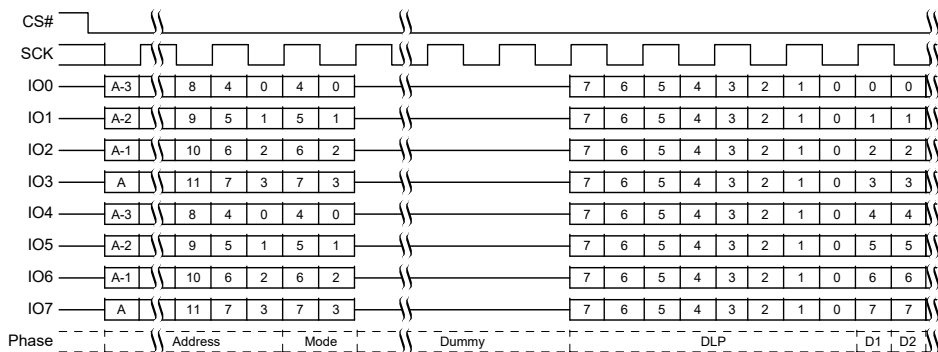 CS#
SCK
IO0 A-3 8 4 0 4 0 7 6 5 4 3 2 1 0 0 0
IO1 A-2 9 5 1 5 1 7 6 5 4 3 2 1 0 1 1
IO2 A-1 10 6 2 6 2 7 6 5 4 3 2 1 0 2 2
IO3 A 11 7 3 7 3 7 6 5 4 3 2 1 0 3 3
IO4 A-3 8 4 0 4 0 7 6 5 4 3 2 1 0 4 4
IO5 A-2 9 5 1 5 1 7 6 5 4 3 2 1 0 5 5
IO6 A-1 10 6 2 6 2 7 6 5 4 3 2 1 0 6 6
IO7 A 11 7 3 7 3 7 6 5 4 3 2 1 0 7 7
Phase Address Mode Dummy DLP D1 D2